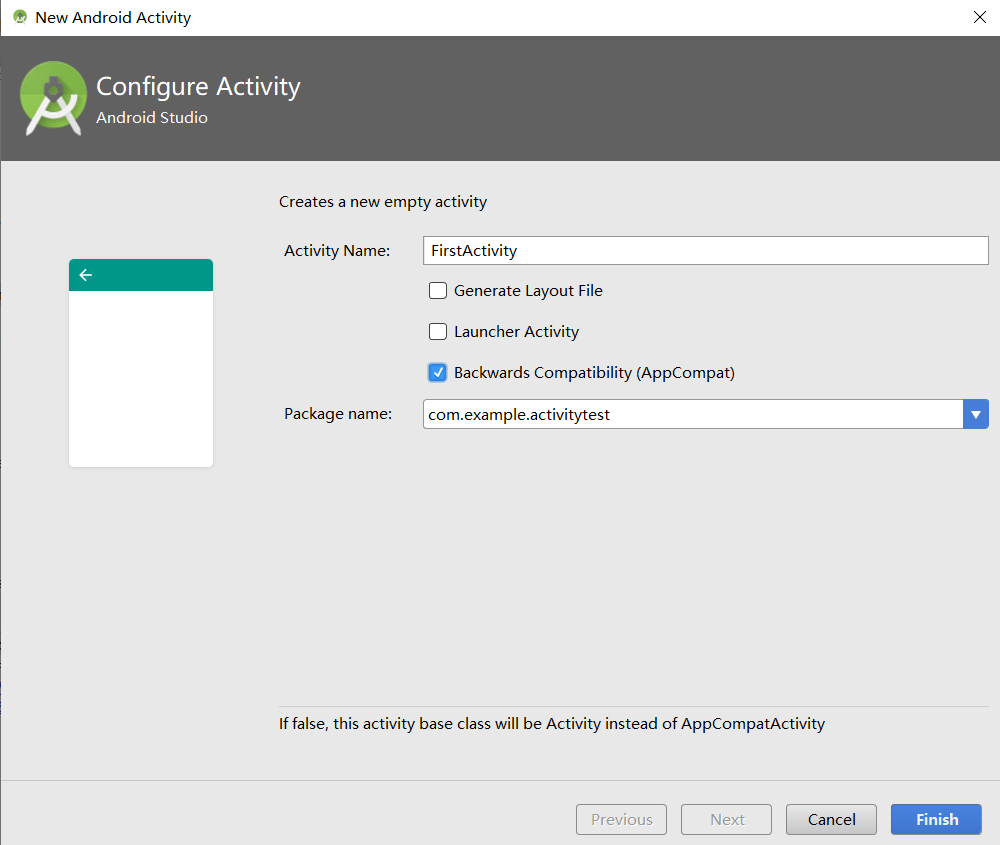 New Android Activity
Configure Activity
Android Studio
Creates a new empty activity
Activity Name: FirstActivity
Generate Layout File
Launcher Activity
Backwards Compatibility (AppCompat)
Package name: com.example.activitytest
If false, this activity base class will be Activity instead of AppCompatActivity
Previous Next Cancel Finish